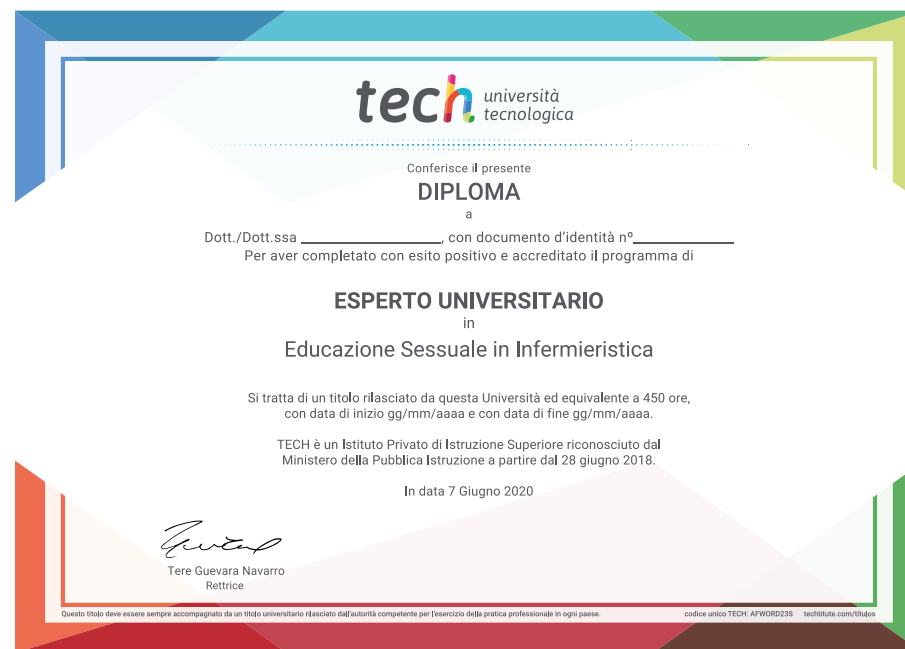 tech università
tecnologica
Conferisce il presente
DIPLOMA
a
Dott./Dott.ssa ____________________, con documento d'identità nº______________
Per aver completato con esito positivo e accreditato il programma di
ESPERTO UNIVERSITARIO
in
Educazione Sessuale in Infermieristica
Si tratta di un titolo rilasciato da questa Università ed equivalente a 450 ore,
con data di inizio gg/mm/aaaa e con data di fine gg/mm/aaaa.
TECH è un Istituto Privato di Istruzione Superiore riconosciuto dal
Ministero della Pubblica Istruzione a partire dal 28 giugno 2018.
In data 7 Giugno 2020
Tere Guevara Navarro
Rettrice
Questo titolo deve essere sempre accompagnato da un titolo universitario rilasciato dall'autorità competente per l'esercizio della pratica professionale in ogni paese. codice unico TECH: AFWORD23S techtitute.com/titulos